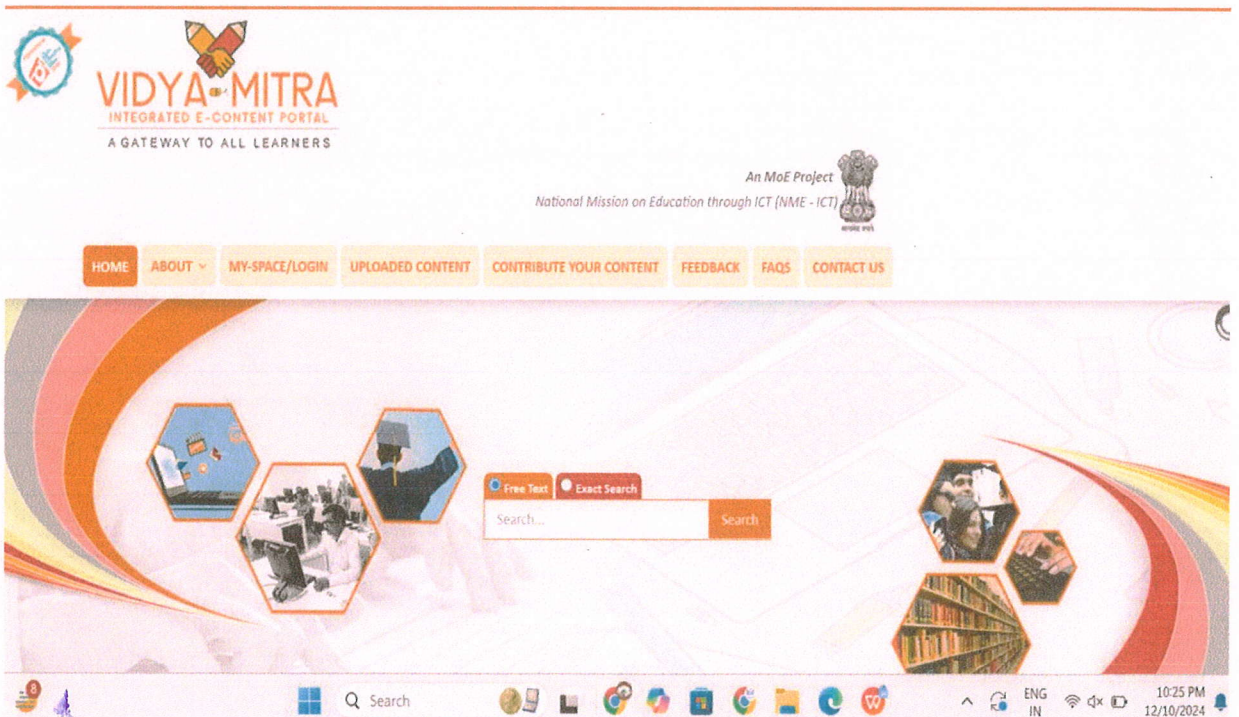 VIDYA-MITRA
INTEGRATED E-CONTENT PORTAL
A GATEWAY TO ALL LEARNERS
An MoE Project
National Mission on Education through ICT (NME - ICT)
HOME ABOUT MY-SPACE/LOGIN UPLOADED CONTENT CONTRIBUTE YOUR CONTENT FEEDBACK FAQS CONTACT US
Free Text Exact Search
Search... Search
8 Search ENG 10:25 PM
IN 12/10/2024